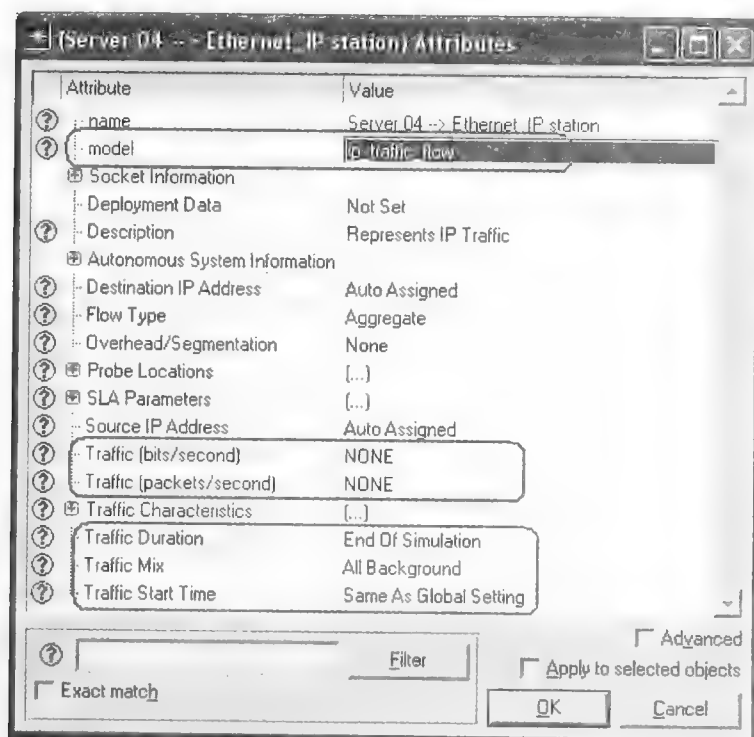 (Server 04 --> Ethernet_IP station) Attributes
Attribute Value
name Server 04 --> Ethernet_IP station
model ip_traffic_flow
Socket Information
Deployment Data Not Set
Description Represents IP Traffic
Autonomous System Information
Destination IP Address Auto Assigned
Flow Type Aggregate
Overhead/Segmentation None
Probe Locations (...)
SLA Parameters (...)
Source IP Address Auto Assigned
Traffic (bits/second) NONE
Traffic (packets/second) NONE
Traffic Characteristics (...)
Traffic Duration End Of Simulation
Traffic Mix All Background
Traffic Start Time Same As Global Setting
Advanced
Filter
Apply to selected objects
Exact match
OK Cancel